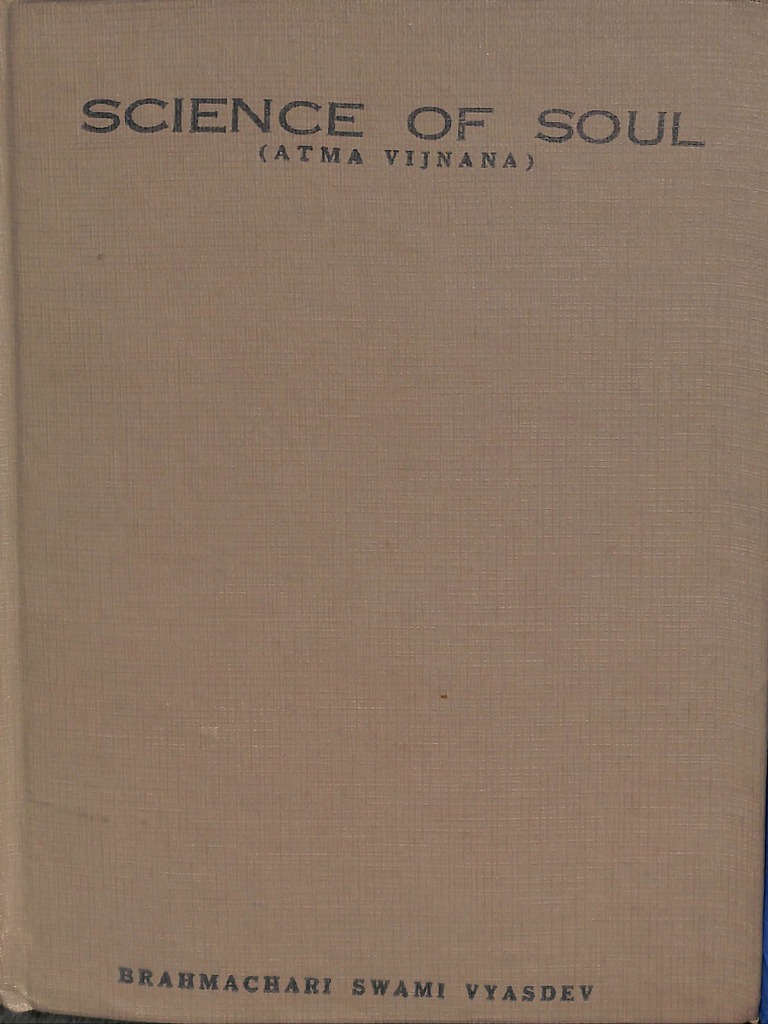 SCIENCE OF SOUL
(ATMA VIJNANA)
BRAHMACHARI SWAMI VYASDEV